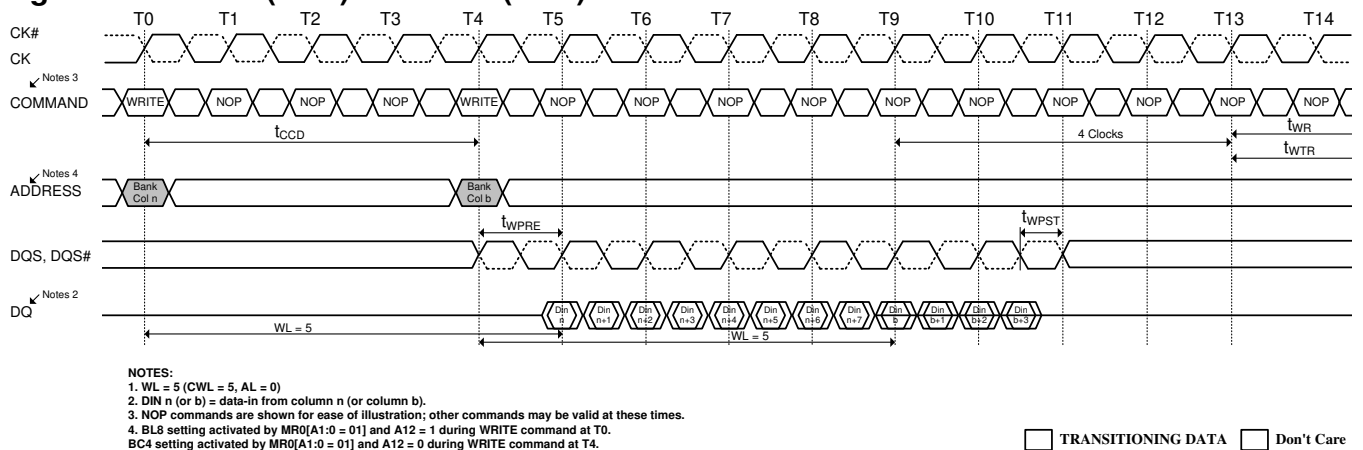 T0 T1 T2 T3 T4 T5 T6 T7 T8 T9 T10 T11 T12 T13 T14
CK#
CK
Notes 3
COMMAND WRITE NOP NOP NOP WRITE NOP NOP NOP NOP NOP NOP NOP NOP NOP NOP
tCCD 4 Clocks tWR
tWTR
Notes 4
ADDRESS
Bank Col n
Bank Col b
tWPRE tWPST
DQS, DQS#
Notes 2
DQ
Din n Din n+1 Din n+2 Din n+3 Din n+4 Din n+5 Din n+6 Din n+7 Din b Din b+1 Din b+2 Din b+3
WL = 5 WL = 5
NOTES:
1. WL = 5 (CWL = 5, AL = 0)
2. DIN n (or b) = data-in from column n (or column b).
3. NOP commands are shown for ease of illustration; other commands may be valid at these times.
4. BL8 setting activated by MR0[A1:0 = 01] and A12 = 1 during WRITE command at T0.
BC4 setting activated by MR0[A1:0 = 01] and A12 = 0 during WRITE command at T4.
TRANSITIONING DATA Don't Care